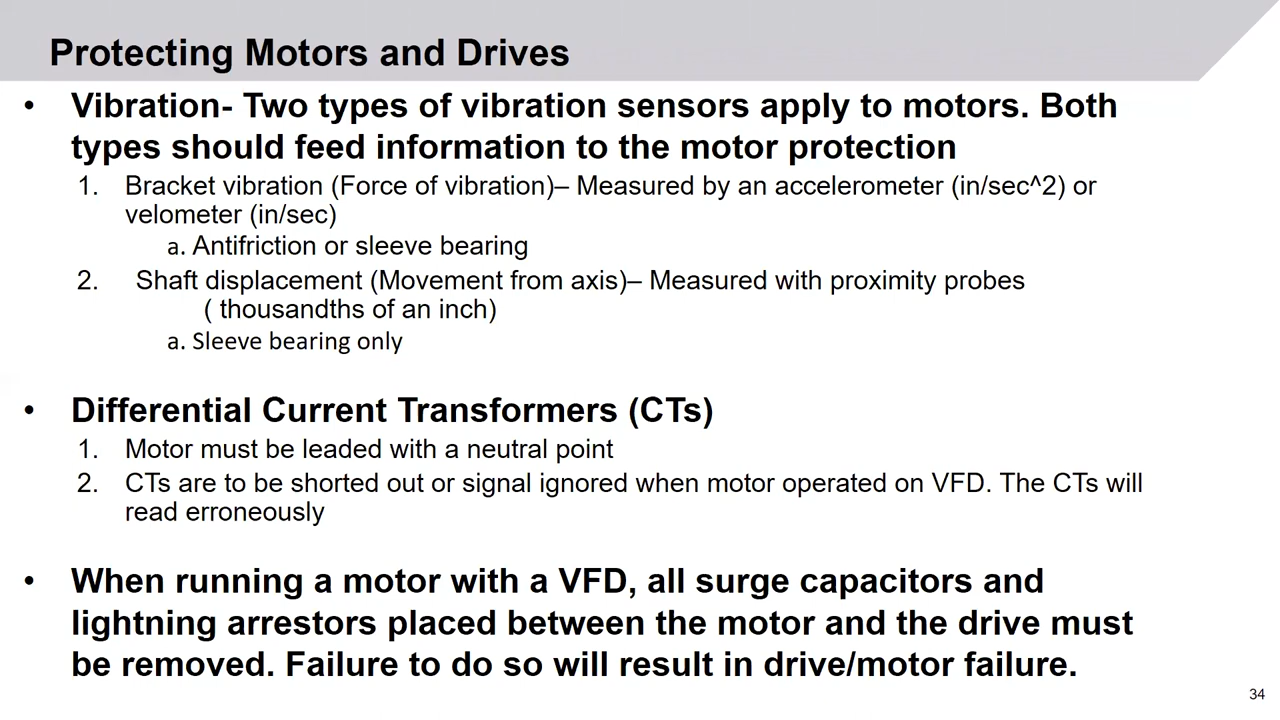 Protecting Motors and Drives
• Vibration- Two types of vibration sensors apply to motors. Both
types should feed information to the motor protection
1. Bracket vibration (Force of vibration)– Measured by an accelerometer (in/sec^2) or
velometer (in/sec)
a. Antifriction or sleeve bearing
2. Shaft displacement (Movement from axis)– Measured with proximity probes
( thousandths of an inch)
a. Sleeve bearing only
• Differential Current Transformers (CTs)
1. Motor must be leaded with a neutral point
2. CTs are to be shorted out or signal ignored when motor operated on VFD. The CTs will
read erroneously
• When running a motor with a VFD, all surge capacitors and
lightning arrestors placed between the motor and the drive must
be removed. Failure to do so will result in drive/motor failure.
34